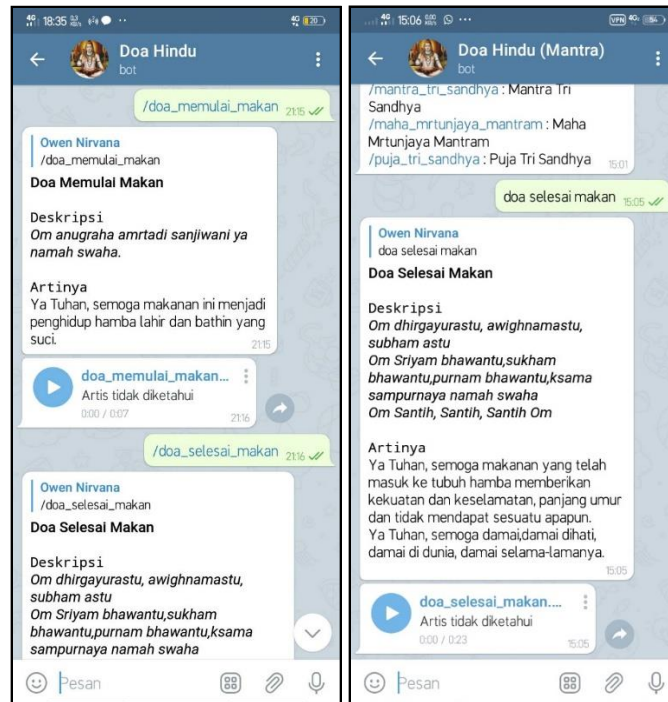 4G 18:35
4G 20
Doa Hindu
bot
/doa_memulai_makan 21:15
Owen Nirvana
/doa_memulai_makan
Doa Memulai Makan
Deskripsi
Om anugraha amrtadi sanjiwani ya
namah swaha.
Artinya
Ya Tuhan, semoga makanan ini menjadi
penghidup hamba lahir dan bathin yang
suci. 21:15
doa_memulai_makan...
Artis tidak diketahui
0:00 / 0:07 21:16
/doa_selesai_makan 21:16
Owen Nirvana
/doa_selesai_makan
Doa Selesai Makan
Deskripsi
Om dhirgayurastu, awighnamastu,
subham astu
Om Sriyam bhawantu,sukham
bhawantu,purnam bhawantu,ksama
sampurnaya namah swaha
Pesan
4G 15:06
VPN 4G 54
Doa Hindu (Mantra)
bot
/mantra_tri_sandhya : Mantra Tri
Sandhya
/maha_mrtunjaya_mantram : Maha
Mrtunjaya Mantram
/puja_tri_sandhya : Puja Tri Sandhya 15:01
doa selesai makan 15:05
Owen Nirvana
doa selesai makan
Doa Selesai Makan
Deskripsi
Om dhirgayurastu, awighnamastu,
subham astu
Om Sriyam bhawantu,sukham
bhawantu,purnam bhawantu,ksama
sampurnaya namah swaha
Om Santih, Santih, Santih Om
Artinya
Ya Tuhan, semoga makanan yang telah
masuk ke tubuh hamba memberikan
kekuatan dan keselamatan, panjang umur
dan tidak mendapat sesuatu apapun.
Ya Tuhan, semoga damai,damai dihati,
damai di dunia, damai selama-lamanya.
15:05
doa_selesai_makan....
Artis tidak diketahui
0:00 / 0:23 15:05
Pesan